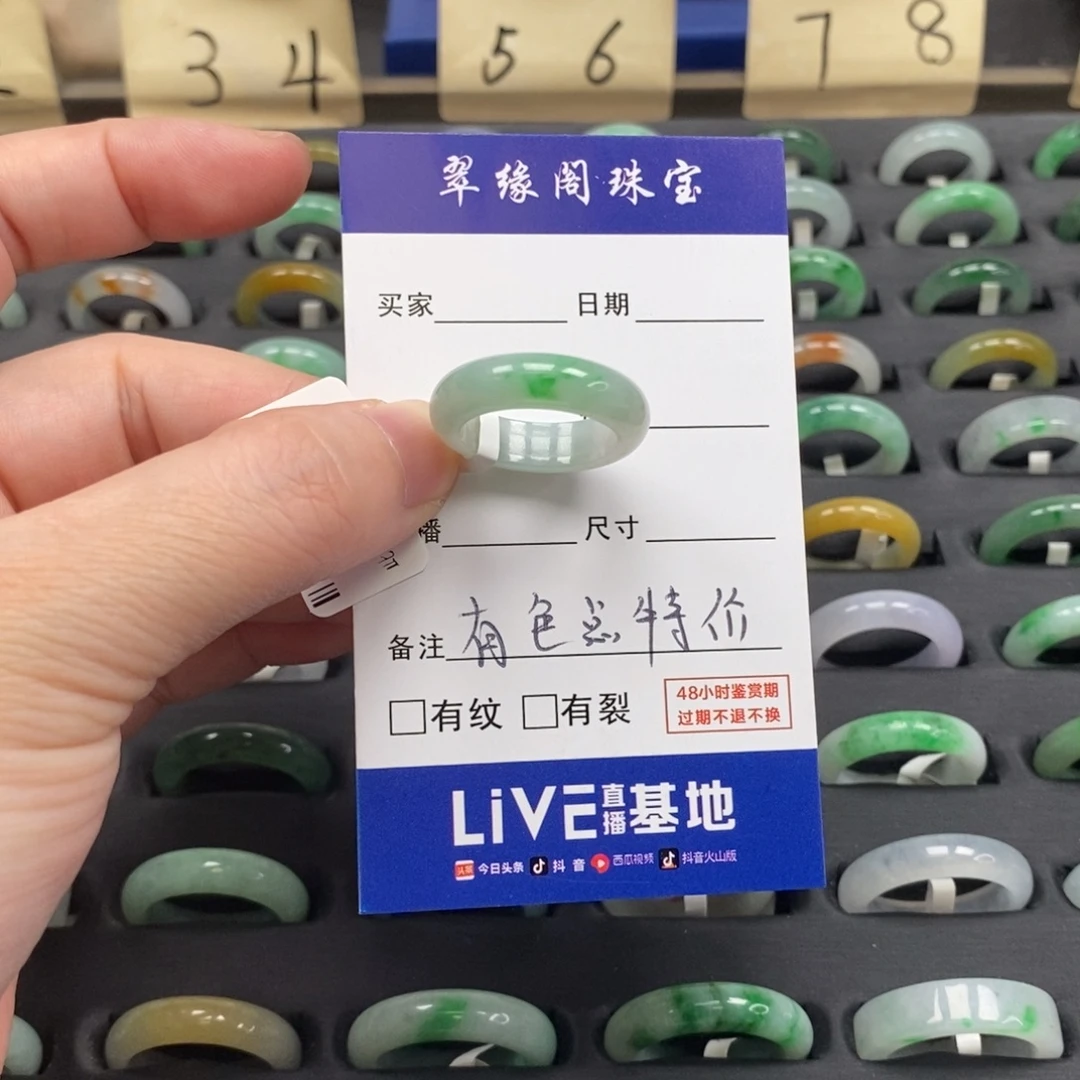 3 4
5 6
7 8
翠缘阁珠宝
买家 日期
播 尺寸
备注 有色点特价
有纹 有裂
48小时鉴赏期
过期不退不换
LiVE直播基地
今日头条 抖音 西瓜视频 抖音火山版